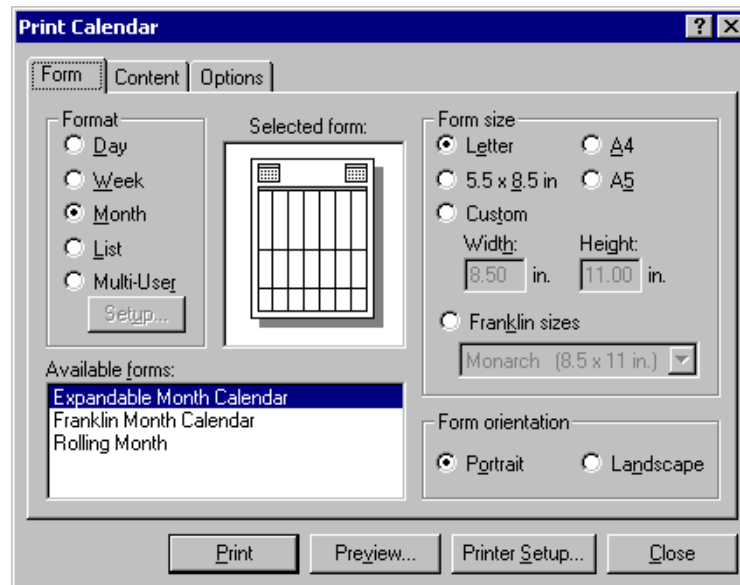 Print Calendar
Form Content Options
Format
Day
Week
Month
List
Multi-User
Setup...
Selected form:
Form size
Letter A4
5.5 x 8.5 in A5
Custom
Width: Height:
8.50 in. 11.00 in.
Franklin sizes
Monarch (8.5 x 11 in.)
Available forms:
Expandable Month Calendar
Franklin Month Calendar
Rolling Month
Form orientation
Portrait Landscape
Print Preview... Printer Setup... Close